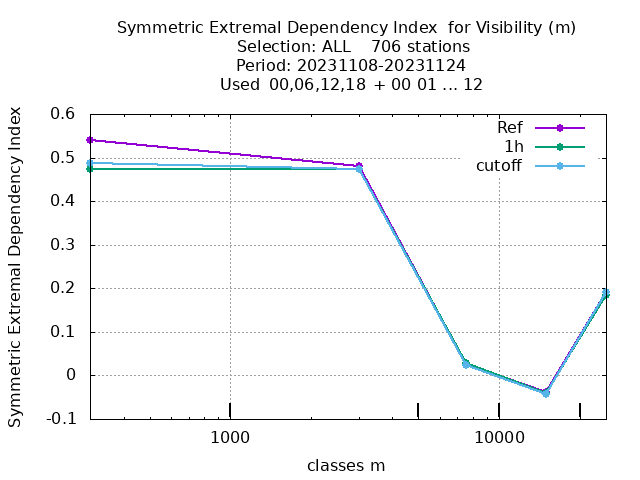 Symmetric Extremal Dependency Index for Visibility (m)
Selection: ALL 706 stations
Period: 20231108-20231124
Used 00,06,12,18 + 00 01 ... 12
Symmetric Extremal Dependency Index
0.6
0.5
0.4
0.3
0.2
0.1
0
-0.1
Ref
1h
cutoff
1000
10000
classes m